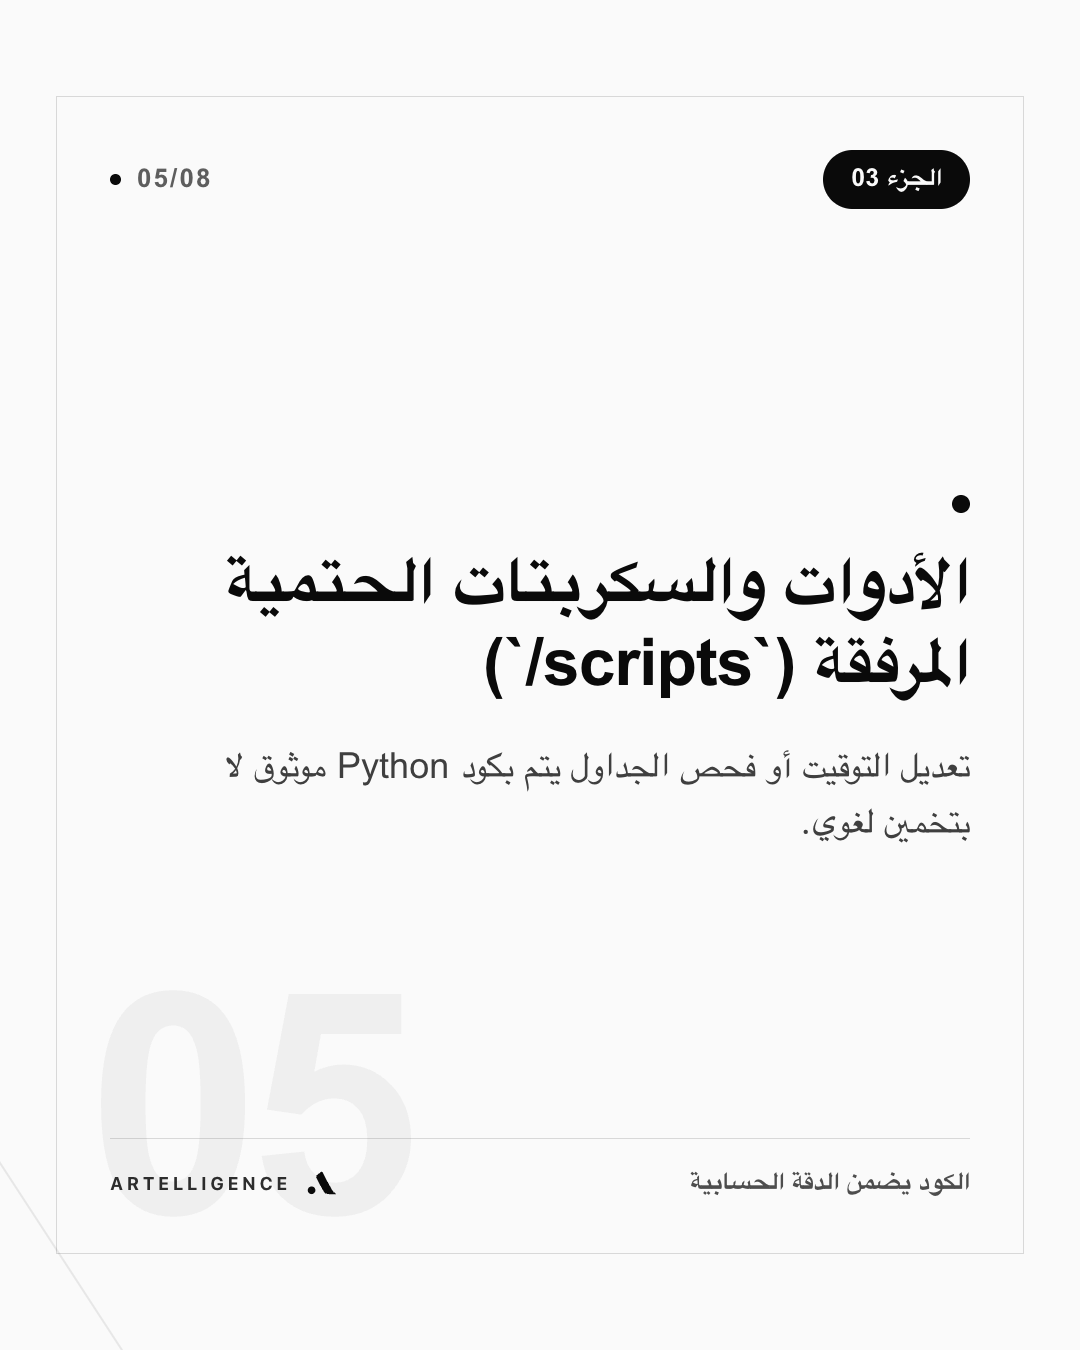 الجزء 03
05/08
الأدوات والسكربتات الحتمية
المرفقة (`scripts/`)
تعديل التوقيت أو فحص الجداول يتم بكود Python موثوق لا
بتخمين لغوي.
05
الكود يضمن الدقة الحسابية
ARTELLIGENCE